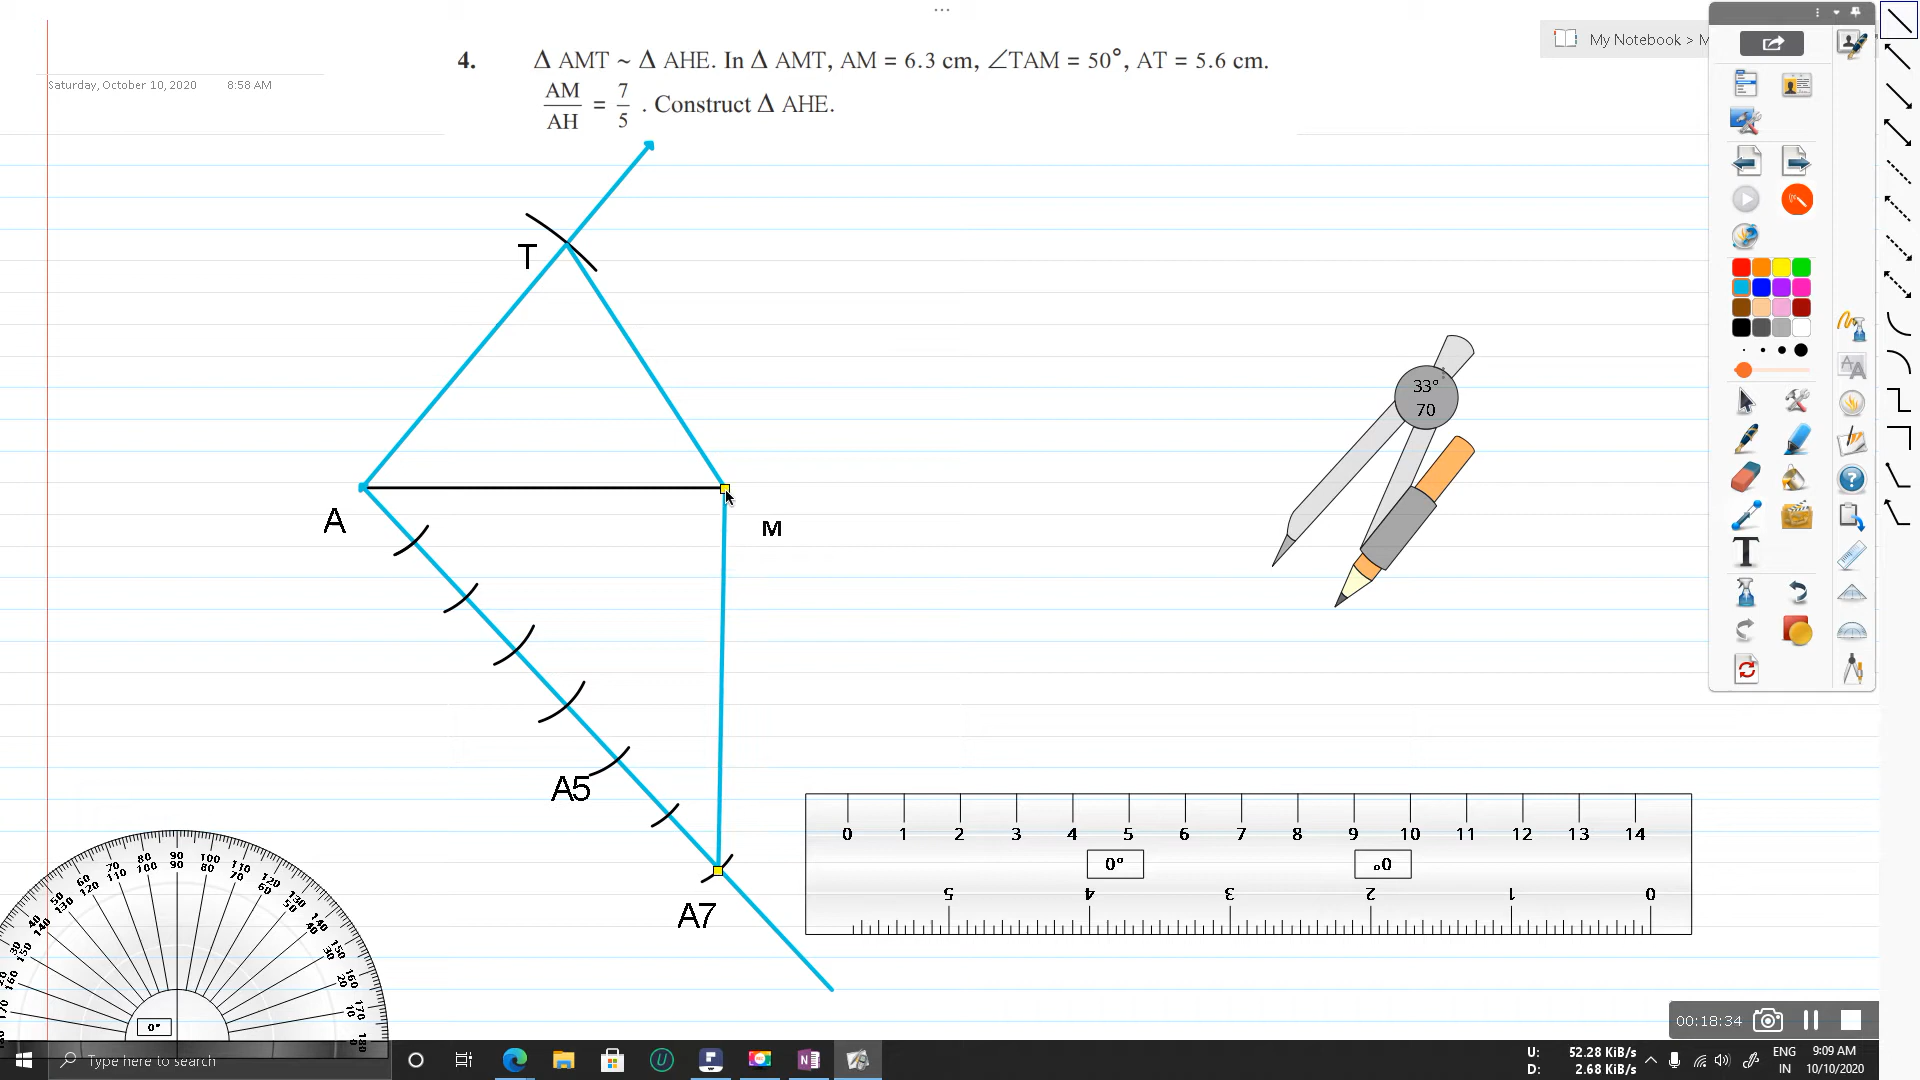 My Notebook > M
Saturday, October 10, 2020 8:58 AM
4. Δ AMT ~ Δ AHE. In Δ AMT, AM = 6.3 cm, ∠TAM = 50°, AT = 5.6 cm.
AM/AH = 7/5 . Construct Δ AHE.
T
A
M
A5
A7
33°
70
0 1 2 3 4 5 6 7 8 9 10 11 12 13 14
0° 0°
5 4 3 2 1 0
0°
T
00:18:34
Type here to search
U: 52.28 KiB/s
D: 2.68 KiB/s
ENG
IN
9:09 AM
10/10/2020